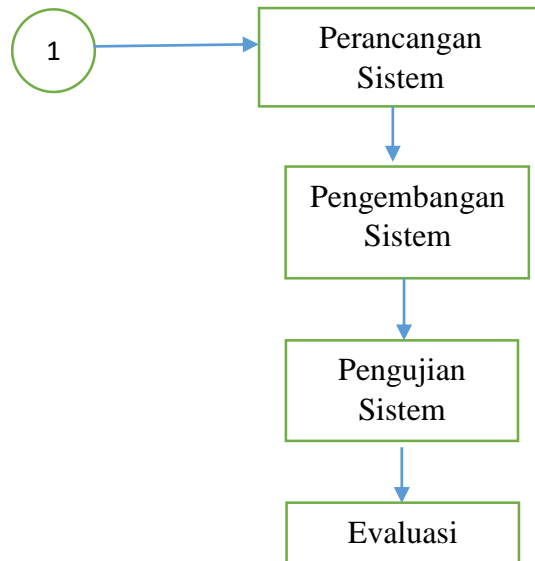 1
Perancangan
Sistem
Pengembangan
Sistem
Pengujian
Sistem
Evaluasi